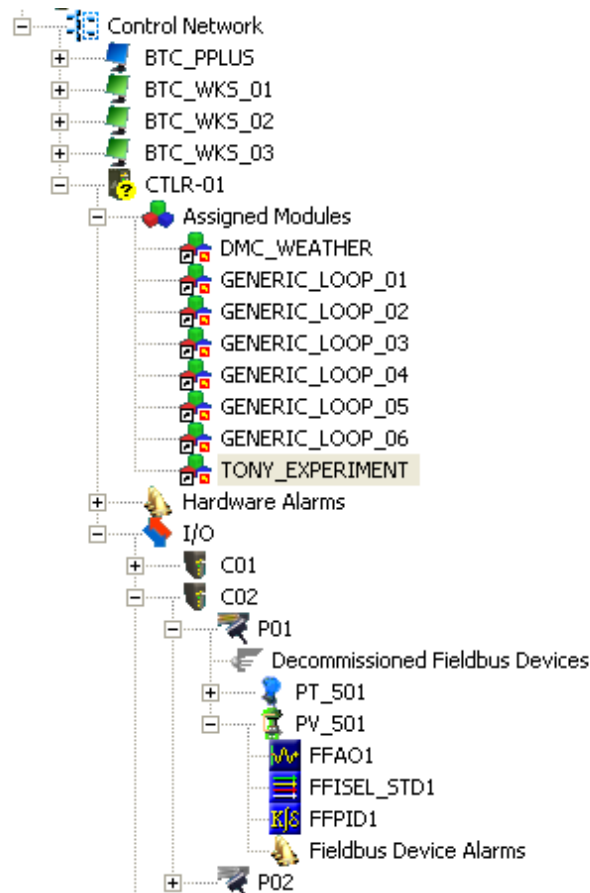 Control Network
BTC_PPLUS
BTC_WKS_01
BTC_WKS_02
BTC_WKS_03
CTLR-01
Assigned Modules
DMC_WEATHER
GENERIC_LOOP_01
GENERIC_LOOP_02
GENERIC_LOOP_03
GENERIC_LOOP_04
GENERIC_LOOP_05
GENERIC_LOOP_06
TONY_EXPERIMENT
Hardware Alarms
I/O
C01
C02
P01
Decommissioned Fieldbus Devices
PT_501
PV_501
FFAO1
FFISEL_STD1
FFPID1
Fieldbus Device Alarms
P02